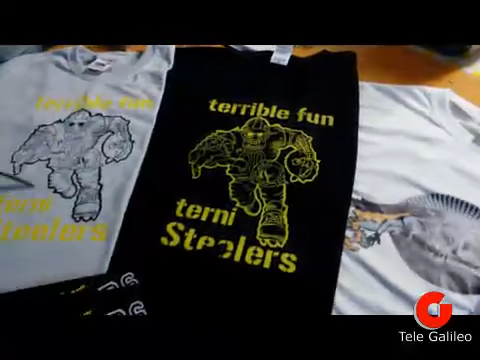 terrible fun
terni
Steelers
terrible fun
terni
Steelers
Tele Galileo